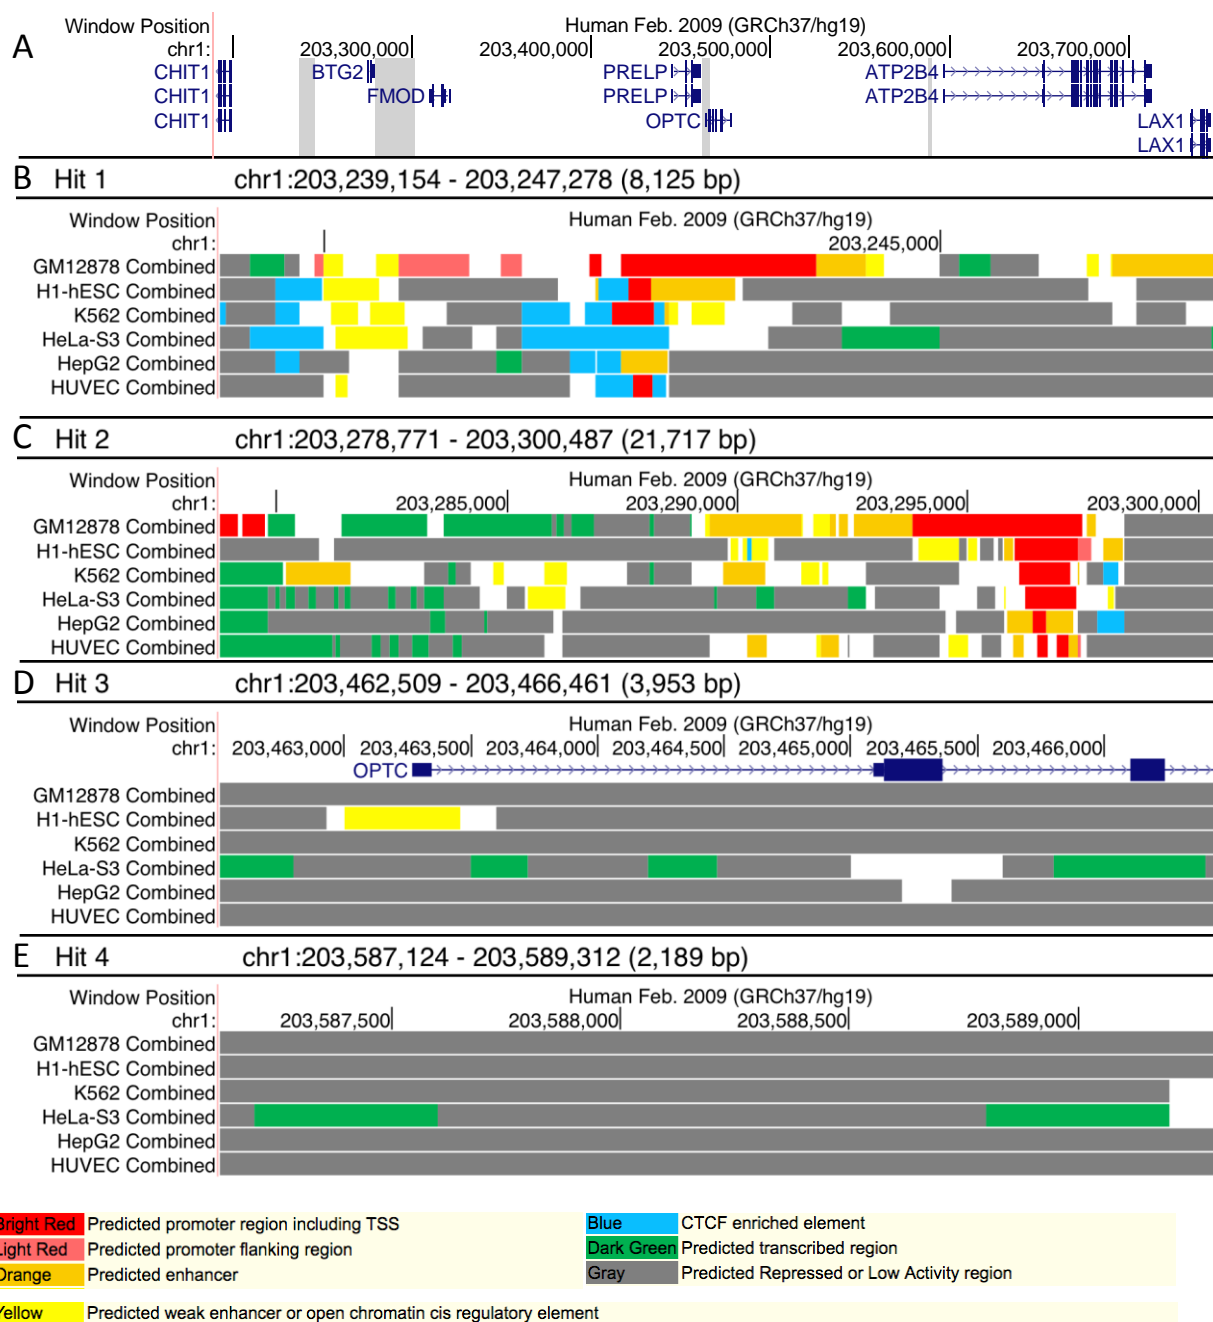 A
Window Position Human Feb. 2009 (GRCh37/hg19)
chr1: 203,300,000 203,400,000 203,500,000 203,600,000 203,700,000
CHIT1 BTG2 PRELP ATP2B4
CHIT1 FMOD PRELP ATP2B4
CHIT1 OPTC LAX1
LAX1
B Hit 1 chr1:203,239,154 - 203,247,278 (8,125 bp)
Window Position Human Feb. 2009 (GRCh37/hg19)
chr1: 203,245,000
GM12878 Combined
H1-hESC Combined
K562 Combined
HeLa-S3 Combined
HepG2 Combined
HUVEC Combined
C Hit 2 chr1:203,278,771 - 203,300,487 (21,717 bp)
Window Position Human Feb. 2009 (GRCh37/hg19)
chr1: 203,285,000 203,290,000 203,295,000 203,300,000
GM12878 Combined
H1-hESC Combined
K562 Combined
HeLa-S3 Combined
HepG2 Combined
HUVEC Combined
D Hit 3 chr1:203,462,509 - 203,466,461 (3,953 bp)
Window Position Human Feb. 2009 (GRCh37/hg19)
chr1: 203,463,000 203,463,500 203,464,000 203,464,500 203,465,000 203,465,500 203,466,000
OPTC
GM12878 Combined
H1-hESC Combined
K562 Combined
HeLa-S3 Combined
HepG2 Combined
HUVEC Combined
E Hit 4 chr1:203,587,124 - 203,589,312 (2,189 bp)
Window Position Human Feb. 2009 (GRCh37/hg19)
chr1: 203,587,500 203,588,000 203,588,500 203,589,000
GM12878 Combined
H1-hESC Combined
K562 Combined
HeLa-S3 Combined
HepG2 Combined
HUVEC Combined
Bright Red Predicted promoter region including TSS Blue CTCF enriched element
Light Red Predicted promoter flanking region Dark Green Predicted transcribed region
Orange Predicted enhancer Gray Predicted Repressed or Low Activity region
Yellow Predicted weak enhancer or open chromatin cis regulatory element